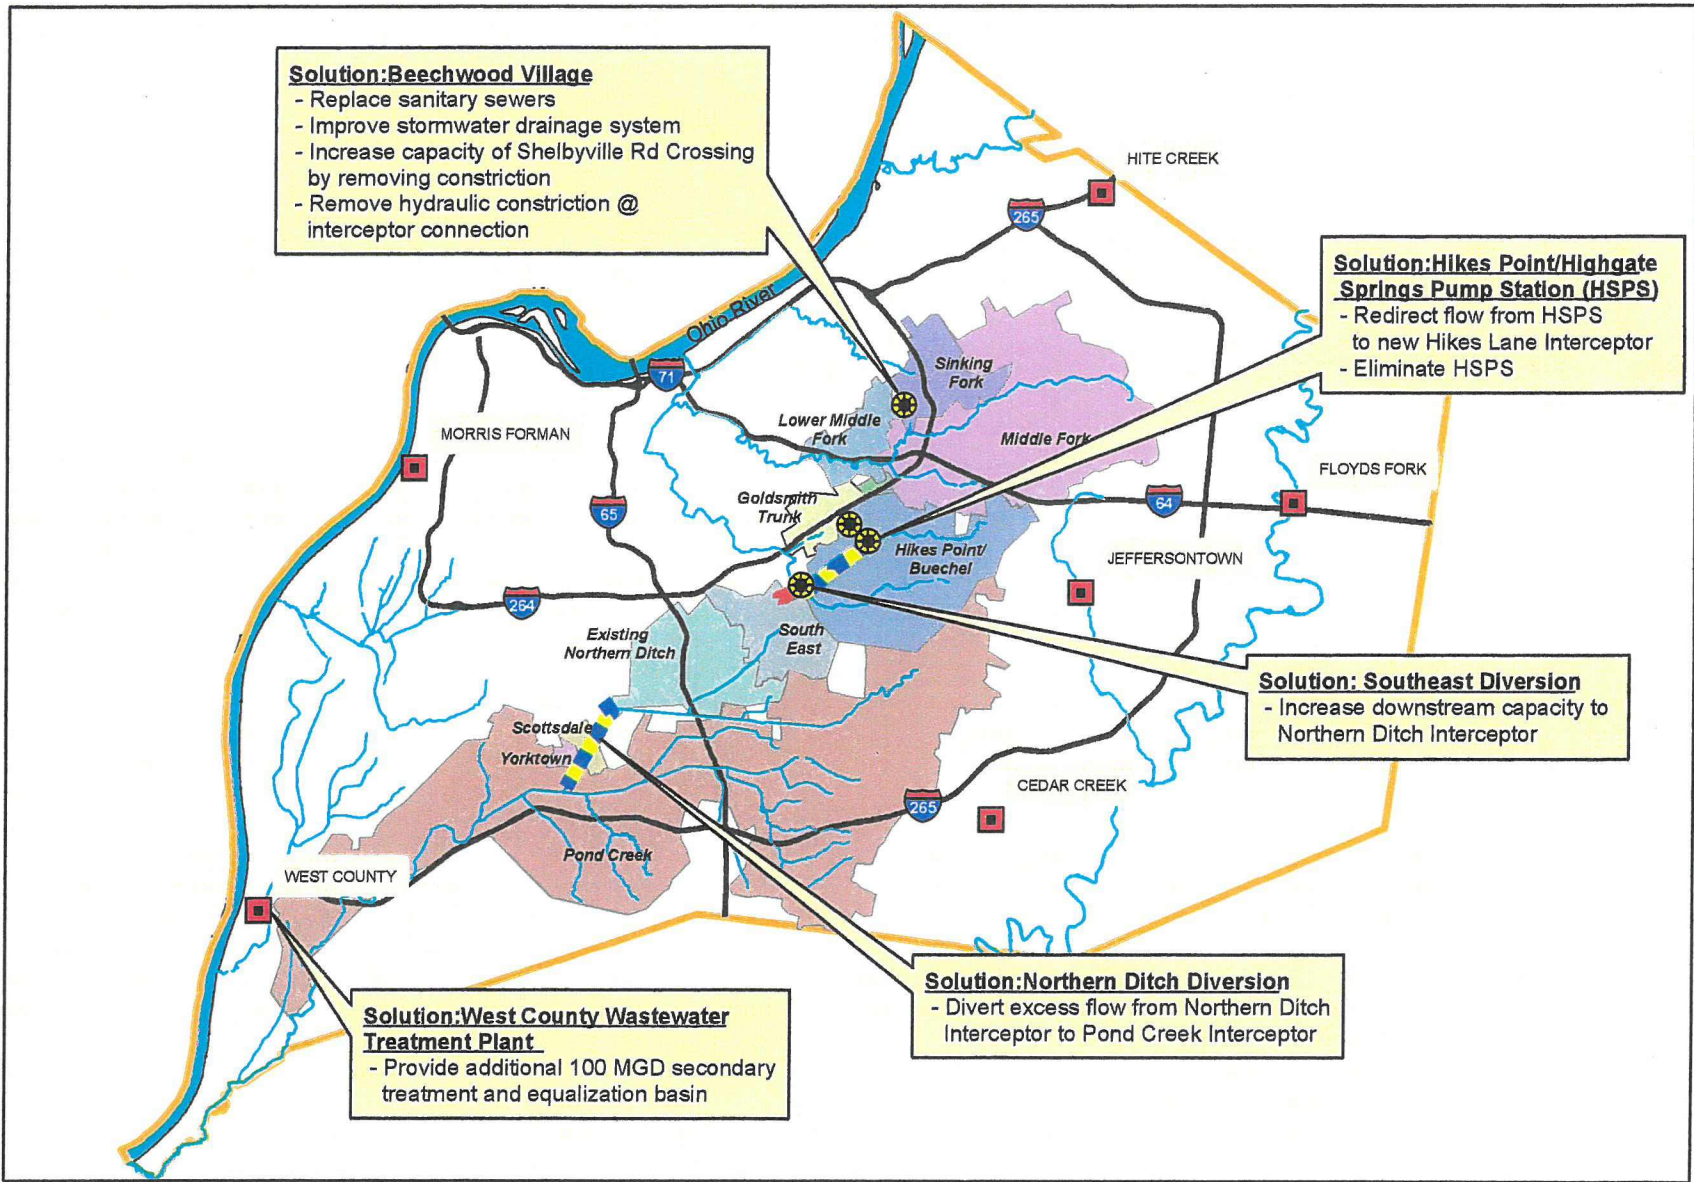 Solution:Beechwood Village
- Replace sanitary sewers
- Improve stormwater drainage system
- Increase capacity of Shelbyville Rd Crossing
by removing constriction
- Remove hydraulic constriction @
interceptor connection
HITE CREEK
265
Solution:Hikes Point/Highgate
Springs Pump Station (HSPS)
- Redirect flow from HSPS
to new Hikes Lane Interceptor
- Eliminate HSPS
Ohio River
71
Sinking
Fork
Lower Middle
Fork
Middle Fork
MORRIS FORMAN
FLOYDS FORK
Goldsmith
Trunk
65
64
Hikes Point/
Buechel
JEFFERSONTOWN
264
Existing
Northern Ditch
South
East
Solution: Southeast Diversion
- Increase downstream capacity to
Northern Ditch Interceptor
Scottsdale
Yorktown
CEDAR CREEK
265
Pond Creek
WEST COUNTY
Solution:Northern Ditch Diversion
- Divert excess flow from Northern Ditch
Interceptor to Pond Creek Interceptor
Solution:West County Wastewater
Treatment Plant
- Provide additional 100 MGD secondary
treatment and equalization basin